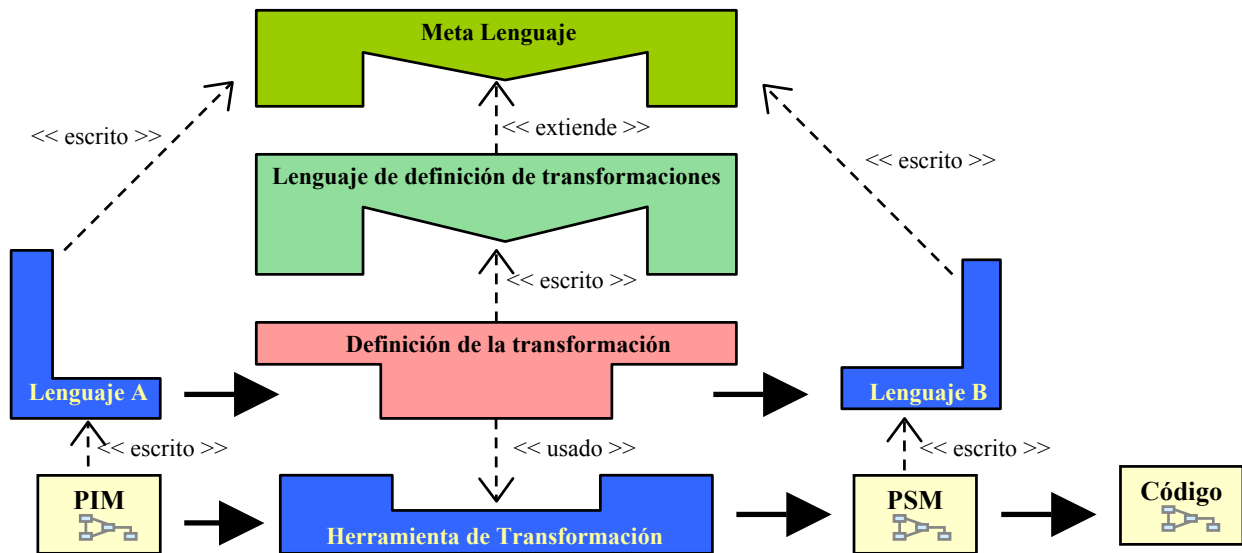 Meta Lenguaje
<< escrito >>
<< extiende >>
<< escrito >>
Lenguaje de definición de transformaciones
<< escrito >>
Definición de la transformación
Lenguaje A
Lenguaje B
<< escrito >>
<< usado >>
<< escrito >>
PIM
Herramienta de Transformación
PSM
Código